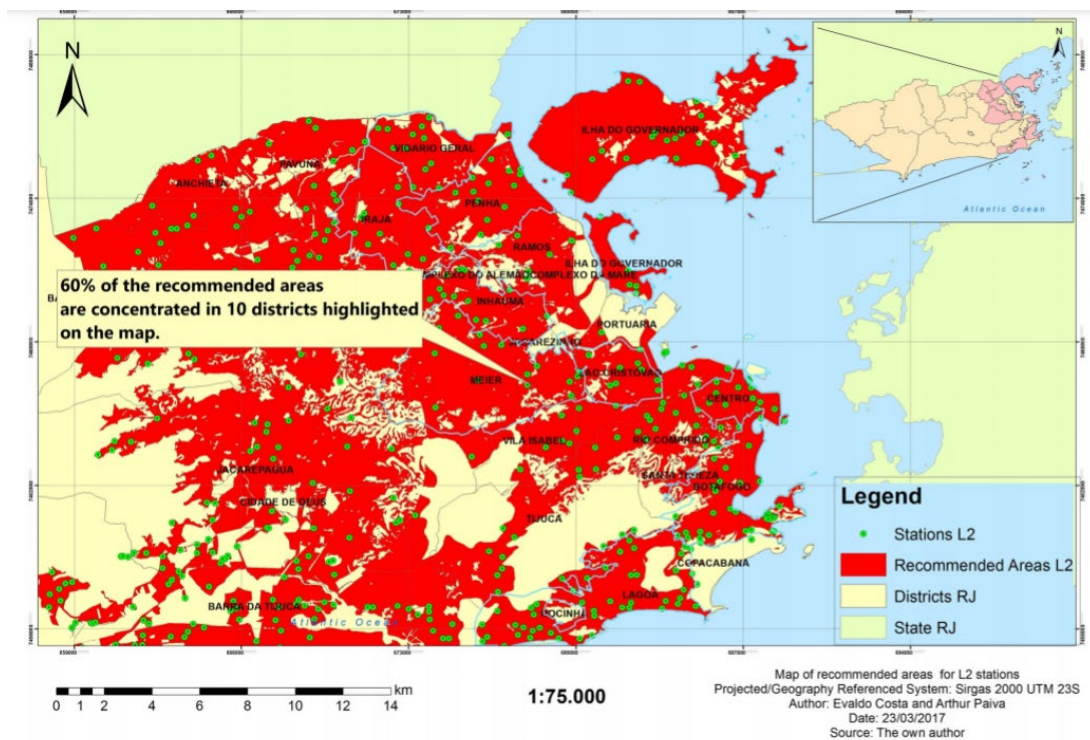 N
N
Atlantic Ocean
ILHA DO GOVERNADOR
VIGARIO GERAL
PAVUNA
ANCHIETA
PENHA
IRAJA
RAMOS
ILHA DO GOVERNADOR
COMPLEXO DA MARE
60% of the recommended areas
are concentrated in 10 districts highlighted
on the map.
INHAUMA
PORTUARIA
MEIER
SAO CRISTOVAO
CENTRO
VILA ISABEL
RIO COMPRIDO
JACAREPAGUA
SANTA TEREZA
BOTAFOGO
CIDADE DE DEUS
TIJUCA
COPACABANA
LAGOA
BARRA DA TIJUCA
Atlantic Ocean
Legend
Stations L2
Recommended Areas L2
Districts RJ
State RJ
km
0 1 2 4 6 8 10 12 14
1:75.000
Map of recommended areas for L2 stations
Projected/Geography Referenced System: Sirgas 2000 UTM 23S
Author: Evaldo Costa and Arthur Paiva
Date: 23/03/2017
Source: The own author